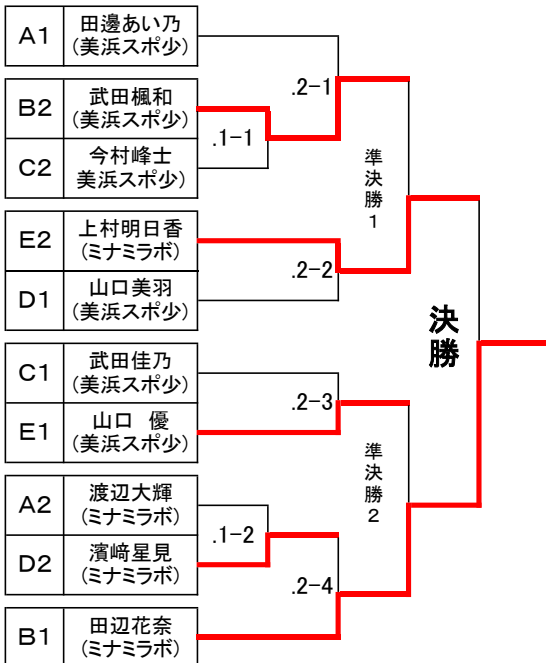 A1
田邊あい乃
(美浜スポ少)
.2-1
B2
武田楓和
(美浜スポ少)
.1-1
C2
今村峰士
美浜スポ少)
準決勝1
E2
上村明日香
(ミナミラボ)
.2-2
D1
山口美羽
(美浜スポ少)
決勝
C1
武田佳乃
(美浜スポ少)
.2-3
E1
山口 優
(美浜スポ少)
準決勝2
A2
渡辺大輝
(ミナミラボ)
.1-2
D2
濱﨑星見
(ミナミラボ)
.2-4
B1
田辺花奈
(ミナミラボ)